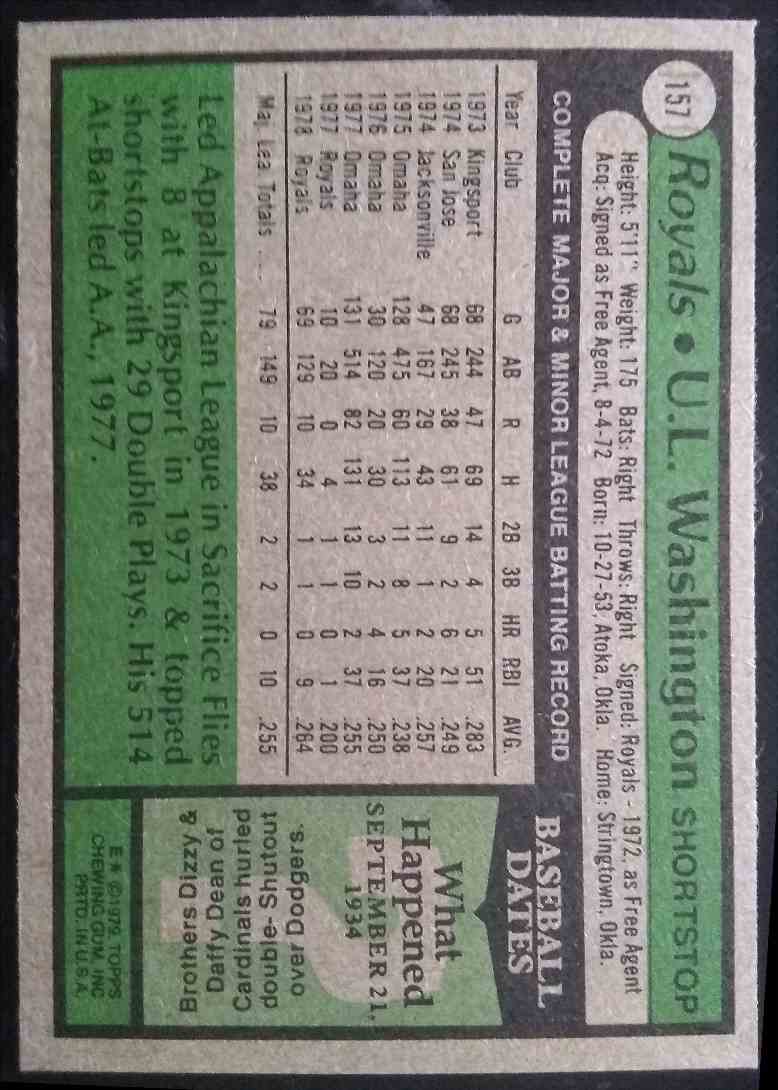 157
Royals • U.L. Washington SHORTSTOP
Height: 5'11" Weight: 175 Bats: Right Throws: Right Signed: Royals - 1972, as Free Agent
Acq: Signed as Free Agent, 8-4-72 Born: 10-27-53, Atoka, Okla. Home: Stringtown, Okla.
COMPLETE MAJOR & MINOR LEAGUE BATTING RECORD
Year Club G AB R H 2B 3B HR RBI AVG.
1973 Kingsport 68 244 47 69 14 4 5 51 .283
1974 San Jose 68 245 38 61 9 2 6 21 .249
1974 Jacksonville 47 167 29 43 11 1 2 20 .257
1975 Omaha 128 475 60 113 11 8 5 37 .238
1976 Omaha 30 120 20 30 3 2 4 16 .250
1977 Omaha 131 514 82 131 13 10 2 37 .255
1977 Royals 10 20 0 4 1 1 0 1 .200
1978 Royals 69 129 10 34 1 1 0 9 .264
Maj. Lea. Totals .... 79 149 10 38 2 2 0 10 .255
Led Appalachian League in Sacrifice Flies
with 8 at Kingsport in 1973 & topped
shortstops with 29 Double Plays. His 514
At-Bats led A.A., 1977.
BASEBALL
DATES
What
Happened
SEPTEMBER 21,
1934
Brothers Dizzy &
Daffy Dean of
Cardinals hurled
double-Shutout
over Dodgers.
E * © 1979, TOPPS
CHEWING GUM, INC
PRTD. IN U.S.A.